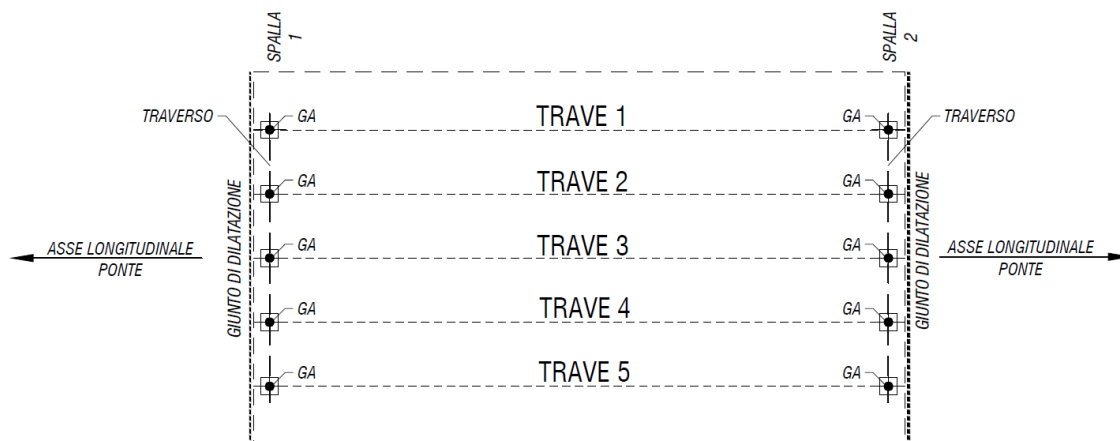 SPALLA
1
SPALLA
2
TRAVERSO
GA
TRAVE 1
GA
TRAVERSO
GA
TRAVE 2
GA
GIUNTO DI DILATAZIONE
GIUNTO DI DILATAZIONE
ASSE LONGITUDINALE
PONTE
GA
TRAVE 3
GA
ASSE LONGITUDINALE
PONTE
GA
TRAVE 4
GA
GA
TRAVE 5
GA